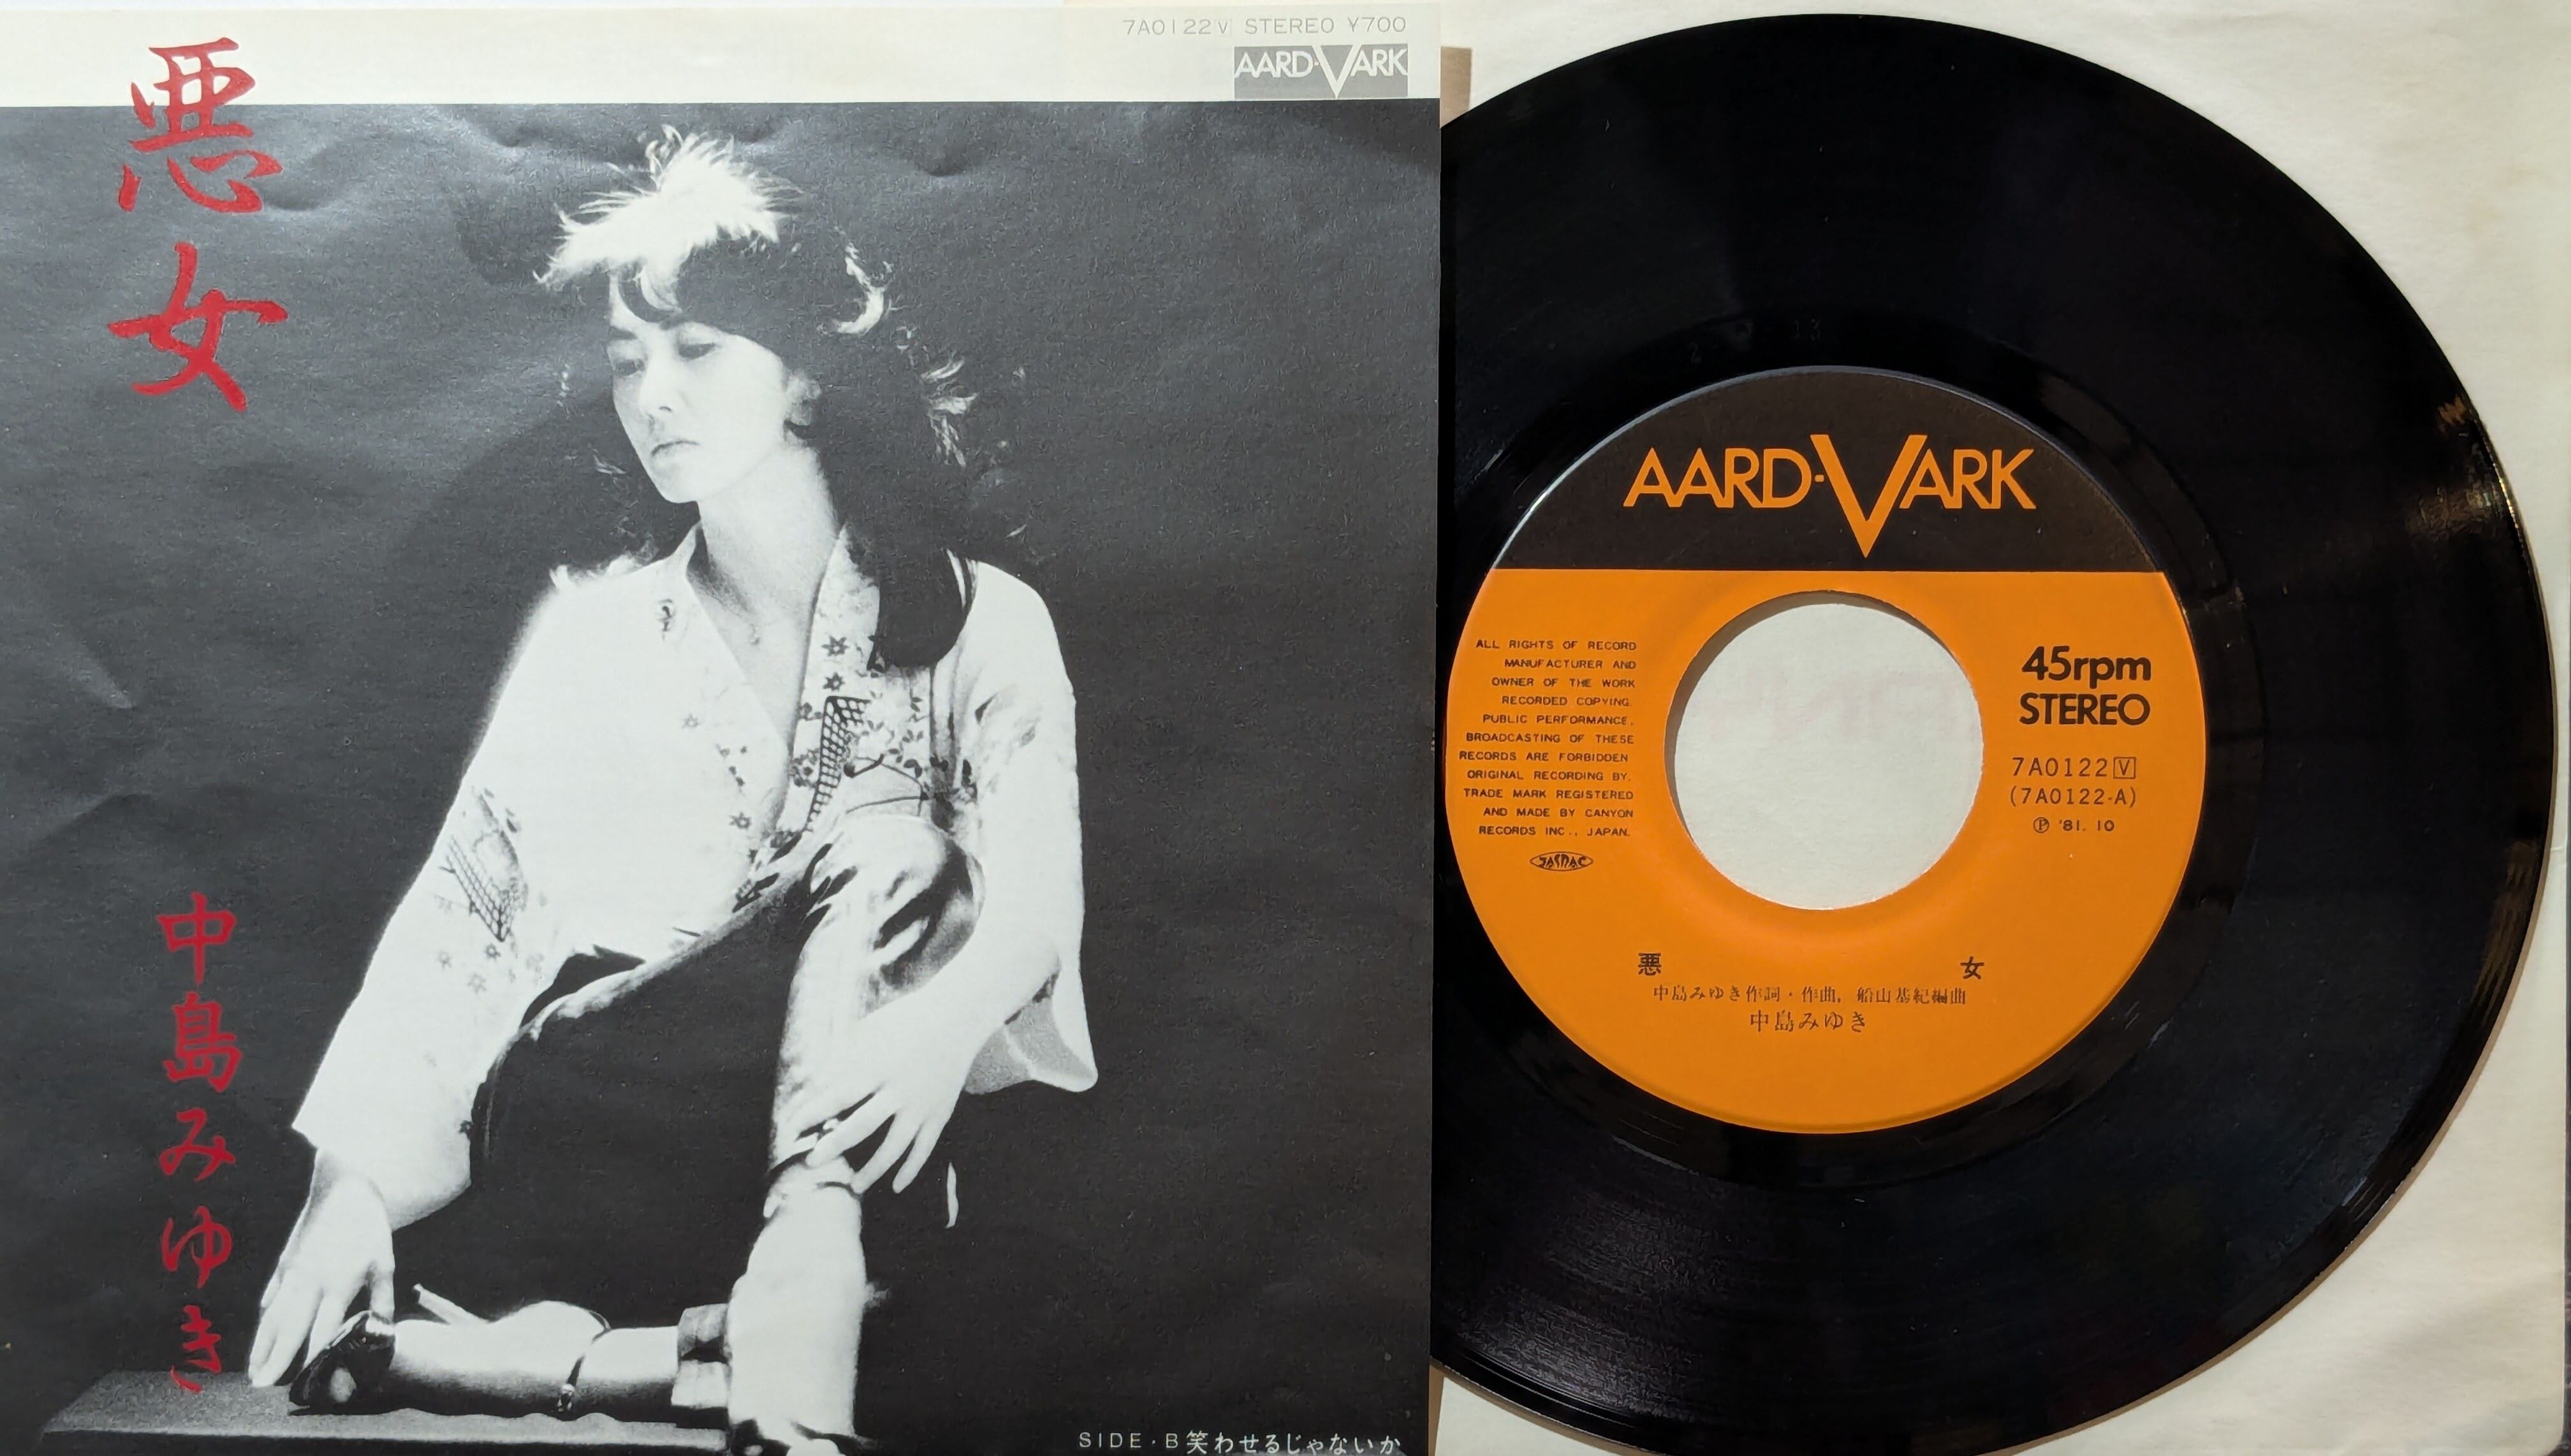 7A0122V STEREO ¥700
AARD-VARK
悪女
中島みゆき
SIDE・B 笑わせるじゃないか
AARD-VARK
ALL RIGHTS OF RECORD
MANUFACTURER AND
OWNER OF THE WORK
RECORDED COPYING,
PUBLIC PERFORMANCE,
BROADCASTING OF THESE
RECORDS ARE FORBIDDEN
ORIGINAL RECORDING BY,
TRADE MARK REGISTERED
AND MADE BY CANYON
RECORDS INC., JAPAN.
JASRAC
45rpm
STEREO
7A0122V
(7A0122-A)
Ⓟ '81. 10
悪 女
中島みゆき作詞・作曲, 船山基紀編曲
中島みゆき